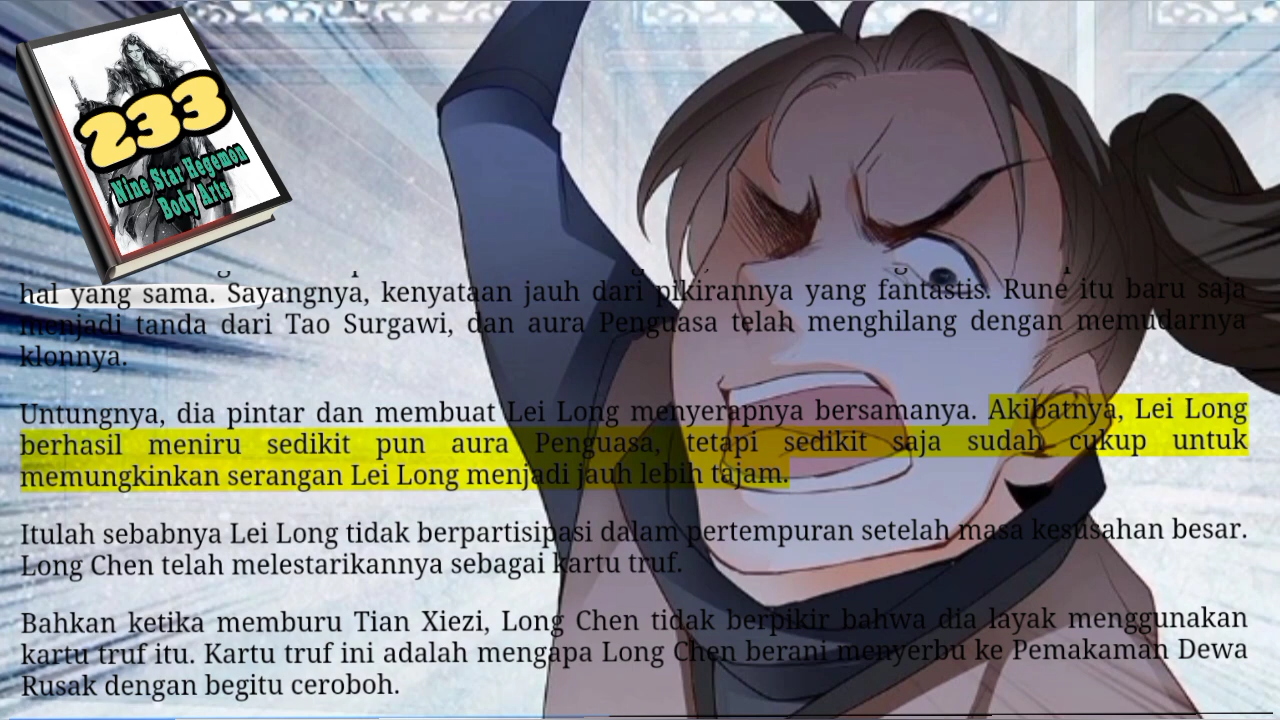 233
Nine Star Hegemon
Body Arts
hal yang sama. Sayangnya, kenyataan jauh dari pikirannya yang fantastis. Rune itu baru saja
menjadi tanda dari Tao Surgawi, dan aura Penguasa telah menghilang dengan memudarnya
klonnya.
Untungnya, dia pintar dan membuat Lei Long menyerapnya bersamanya. Akibatnya, Lei Long
berhasil meniru sedikit pun aura Penguasa, tetapi sedikit saja sudah cukup untuk
memungkinkan serangan Lei Long menjadi jauh lebih tajam.
Itulah sebabnya Lei Long tidak berpartisipasi dalam pertempuran setelah masa kesusahan besar.
Long Chen telah melestarikannya sebagai kartu truf.
Bahkan ketika memburu Tian Xiezi, Long Chen tidak berpikir bahwa dia layak menggunakan
kartu truf itu. Kartu truf ini adalah mengapa Long Chen berani menyerbu ke Pemakaman Dewa
Rusak dengan begitu ceroboh.